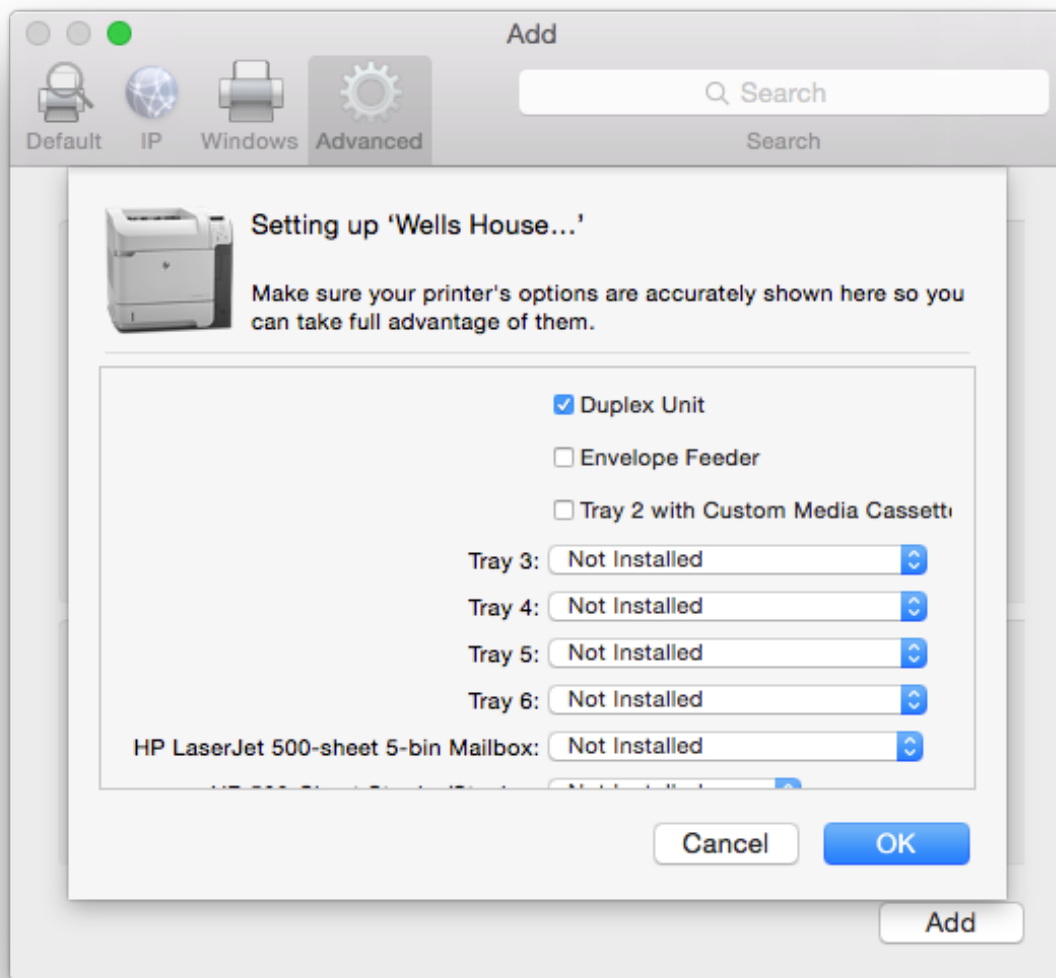 Add
Default IP Windows Advanced
Search
Search
Setting up ‘Wells House…’
Make sure your printer's options are accurately shown here so you
can take full advantage of them.
Duplex Unit
Envelope Feeder
Tray 2 with Custom Media Cassett
Tray 3: Not Installed
Tray 4: Not Installed
Tray 5: Not Installed
Tray 6: Not Installed
HP LaserJet 500-sheet 5-bin Mailbox: Not Installed
Cancel OK
Add